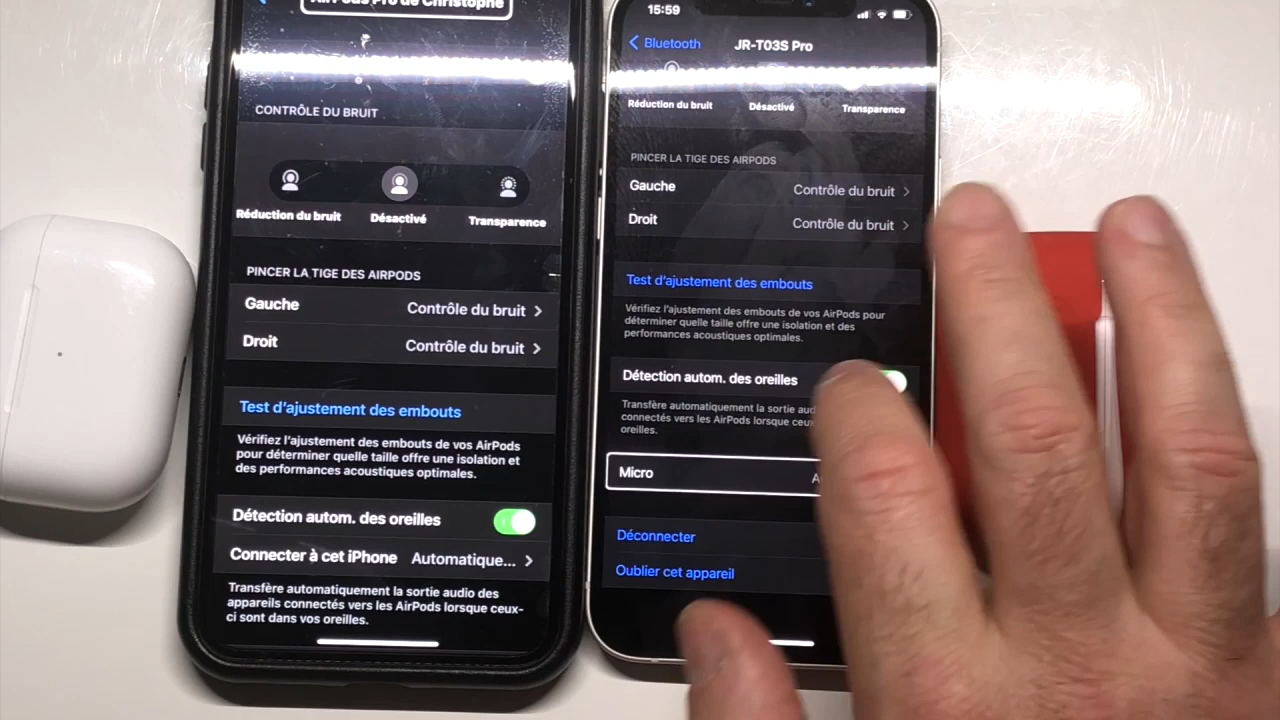 AirPods Pro de Christophe
CONTRÔLE DU BRUIT
Réduction du bruit
Désactivé
Transparence
PINCER LA TIGE DES AIRPODS
Gauche
Contrôle du bruit
Droit
Contrôle du bruit
Test d'ajustement des embouts
Vérifiez l'ajustement des embouts de vos AirPods
pour déterminer quelle taille offre une isolation et
des performances acoustiques optimales.
Détection autom. des oreilles
Connecter à cet iPhone
Automatique...
Transfère automatiquement la sortie audio des
appareils connectés vers les AirPods lorsque ceux-
ci sont dans vos oreilles.
15:59
Bluetooth
JR-T03S Pro
Réduction du bruit
Désactivé
Transparence
PINCER LA TIGE DES AIRPODS
Gauche
Contrôle du bruit
Droit
Contrôle du bruit
Test d'ajustement des embouts
Vérifiez l'ajustement des embouts de vos AirPods pour
déterminer quelle taille offre une isolation et des
performances acoustiques optimales.
Détection autom. des oreilles
Transfère automatiquement la sortie
connectés vers les AirPods lorsque
oreilles.
Micro
Déconnecter
Oublier cet appareil